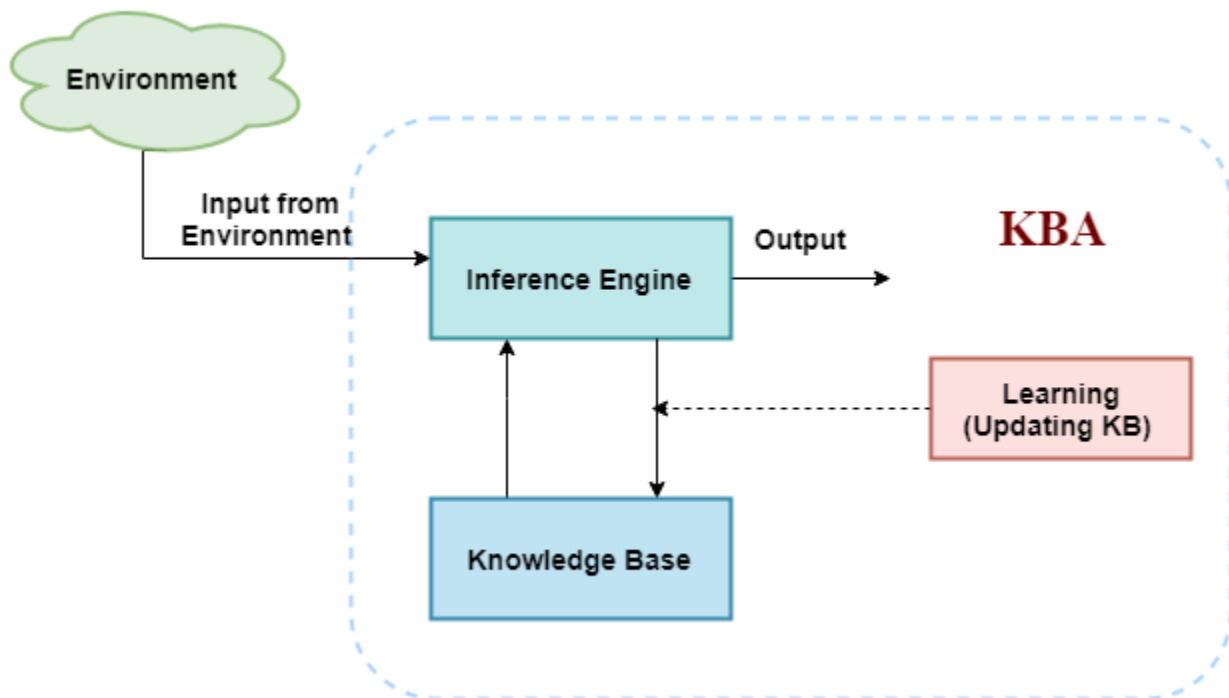 Environment
Input from
Environment
Inference Engine
Output
KBA
Learning
(Updating KB)
Knowledge Base